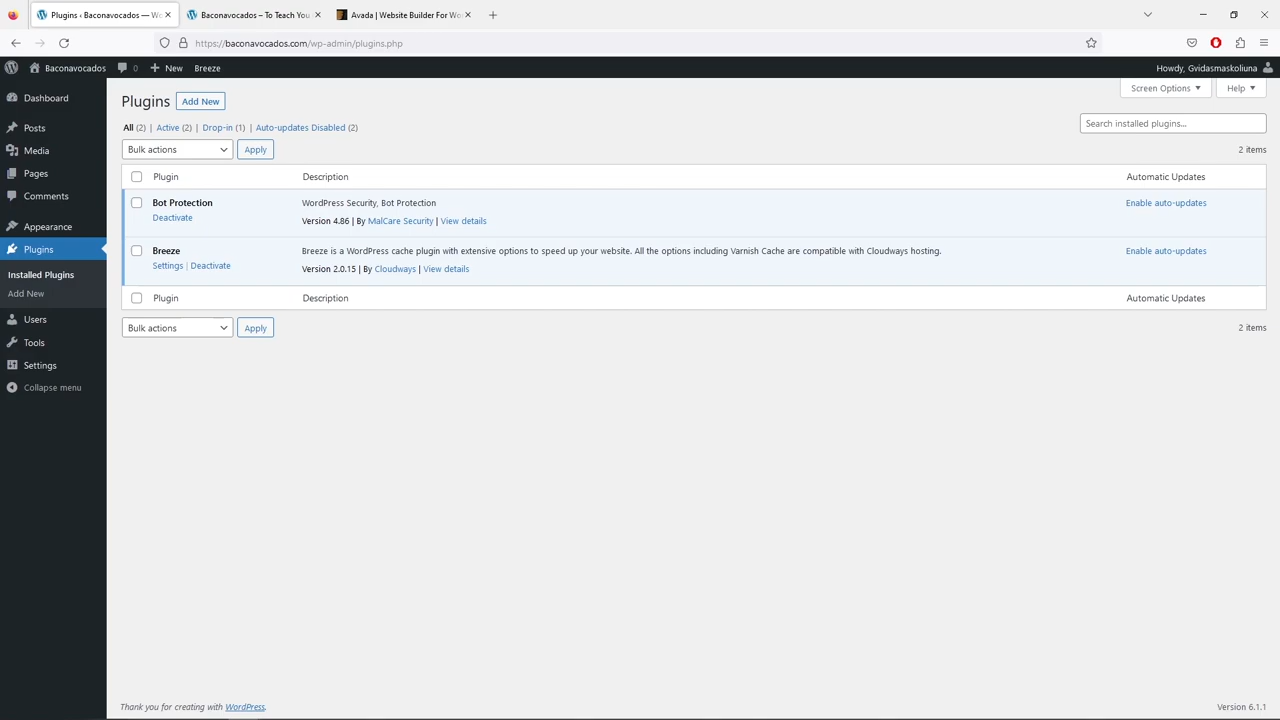 Plugins ‹ Baconavocados — Wo
Baconavocados – To Teach You
Avada | Website Builder For Wo
https://baconavocados.com/wp-admin/plugins.php
Baconavocados 0 New Breeze
Howdy, Gvidasmaskoliuna
Dashboard
Posts
Media
Pages
Comments
Appearance
Plugins
Installed Plugins
Add New
Users
Tools
Settings
Collapse menu
Plugins Add New
Screen Options Help
All (2) | Active (2) | Drop-in (1) | Auto-updates Disabled (2)
Search installed plugins...
Bulk actions Apply
2 items
Plugin Description Automatic Updates
Bot Protection WordPress Security, Bot Protection Enable auto-updates
Deactivate Version 4.86 | By MalCare Security | View details
Breeze Breeze is a WordPress cache plugin with extensive options to speed up your website. All the options including Varnish Cache are compatible with Cloudways hosting. Enable auto-updates
Settings | Deactivate Version 2.0.15 | By Cloudways | View details
Plugin Description Automatic Updates
Bulk actions Apply
2 items
Thank you for creating with WordPress.
Version 6.1.1